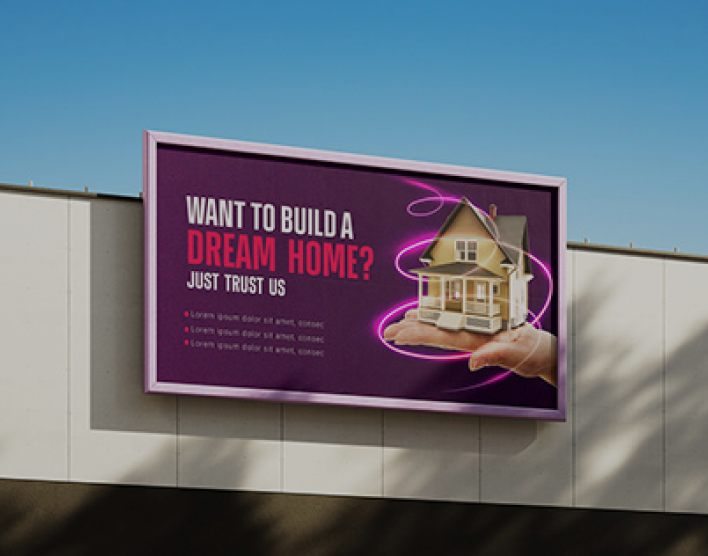 WANT TO BUILD A
DREAM HOME?
JUST TRUST US
Lorem ipsum dolor sit amet, consec
Lorem ipsum dolor sit amet, consec
Lorem ipsum dolor sit amet, consec